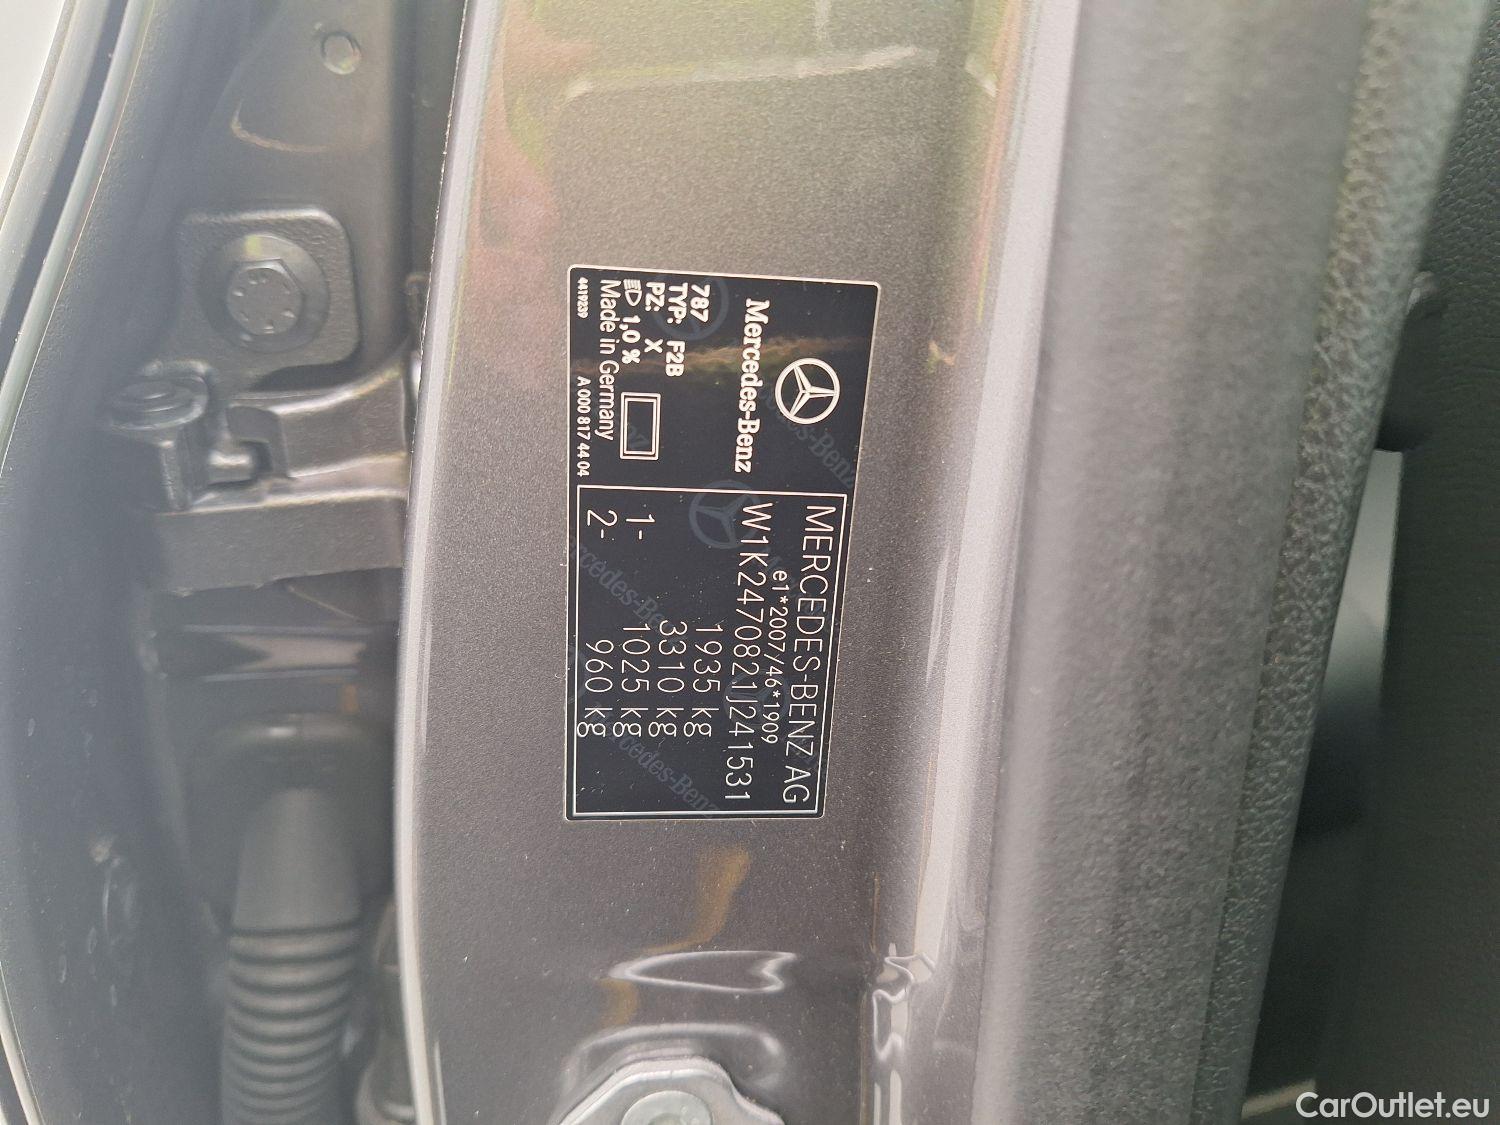 Mercedes-Benz
787
TYP: F2B
PZ: X
1,0 %
Made in Germany
4419239
A 000 817 44 04
MERCEDES-BENZ AG
e1*2007/46*1909
W1K2470821J241531
1935 kg
3310 kg
1- 1025 kg
2- 960 kg
CarOutlet.eu